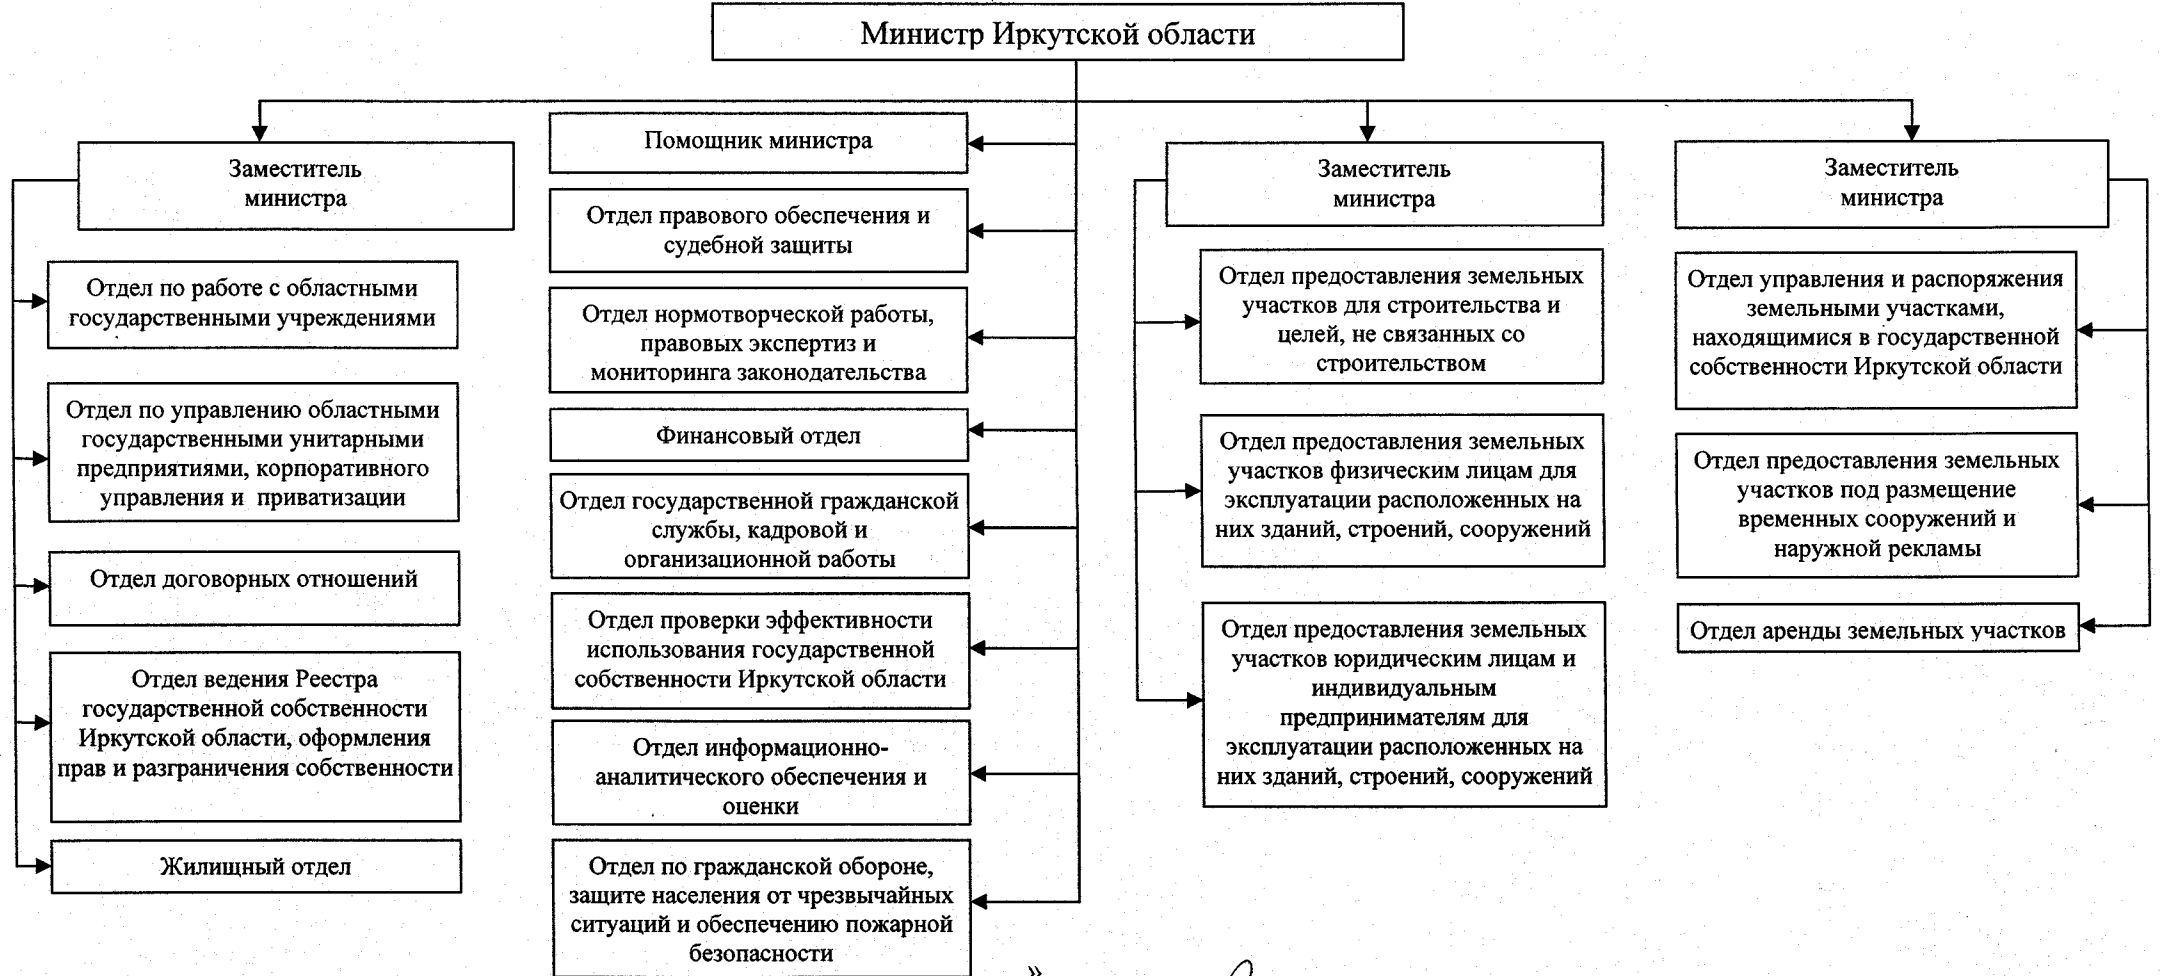 Министр Иркутской области
Заместитель
министра
Отдел по работе с областными
государственными учреждениями
Отдел по управлению областными
государственными унитарными
предприятиями, корпоративного
управления и приватизации
Отдел договорных отношений
Отдел ведения Реестра
государственной собственности
Иркутской области, оформления
прав и разграничения собственности
Жилищный отдел
Помощник министра
Отдел правового обеспечения и
судебной защиты
Отдел нормотворческой работы,
правовых экспертиз и
мониторинга законодательства
Финансовый отдел
Отдел государственной гражданской
службы, кадровой и
организационной работы
Отдел проверки эффективности
использования государственной
собственности Иркутской области
Отдел информационно-
аналитического обеспечения и
оценки
Отдел по гражданской обороне,
защите населения от чрезвычайных
ситуаций и обеспечению пожарной
безопасности
Заместитель
министра
Отдел предоставления земельных
участков для строительства и
целей, не связанных со
строительством
Отдел предоставления земельных
участков физическим лицам для
эксплуатации расположенных на
них зданий, строений, сооружений
Отдел предоставления земельных
участков юридическим лицам и
индивидуальным
предпринимателям для
эксплуатации расположенных на
них зданий, строений, сооружений
Заместитель
министра
Отдел управления и распоряжения
земельными участками,
находящимися в государственной
собственности Иркутской области
Отдел предоставления земельных
участков под размещение
временных сооружений и
наружной рекламы
Отдел аренды земельных участков
»